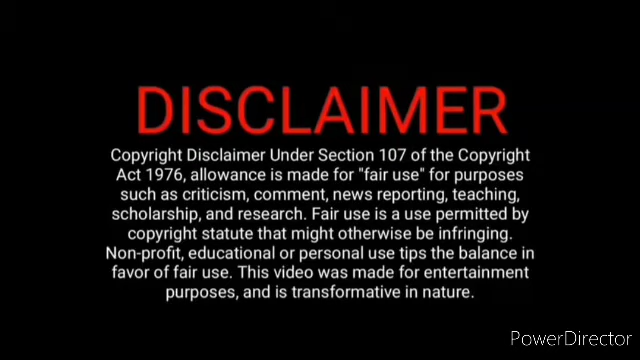 DISCLAIMER
Copyright Disclaimer Under Section 107 of the Copyright
Act 1976, allowance is made for "fair use" for purposes
such as criticism, comment, news reporting, teaching,
scholarship, and research. Fair use is a use permitted by
copyright statute that might otherwise be infringing.
Non-profit, educational or personal use tips the balance in
favor of fair use. This video was made for entertainment
purposes, and is transformative in nature.
PowerDirector